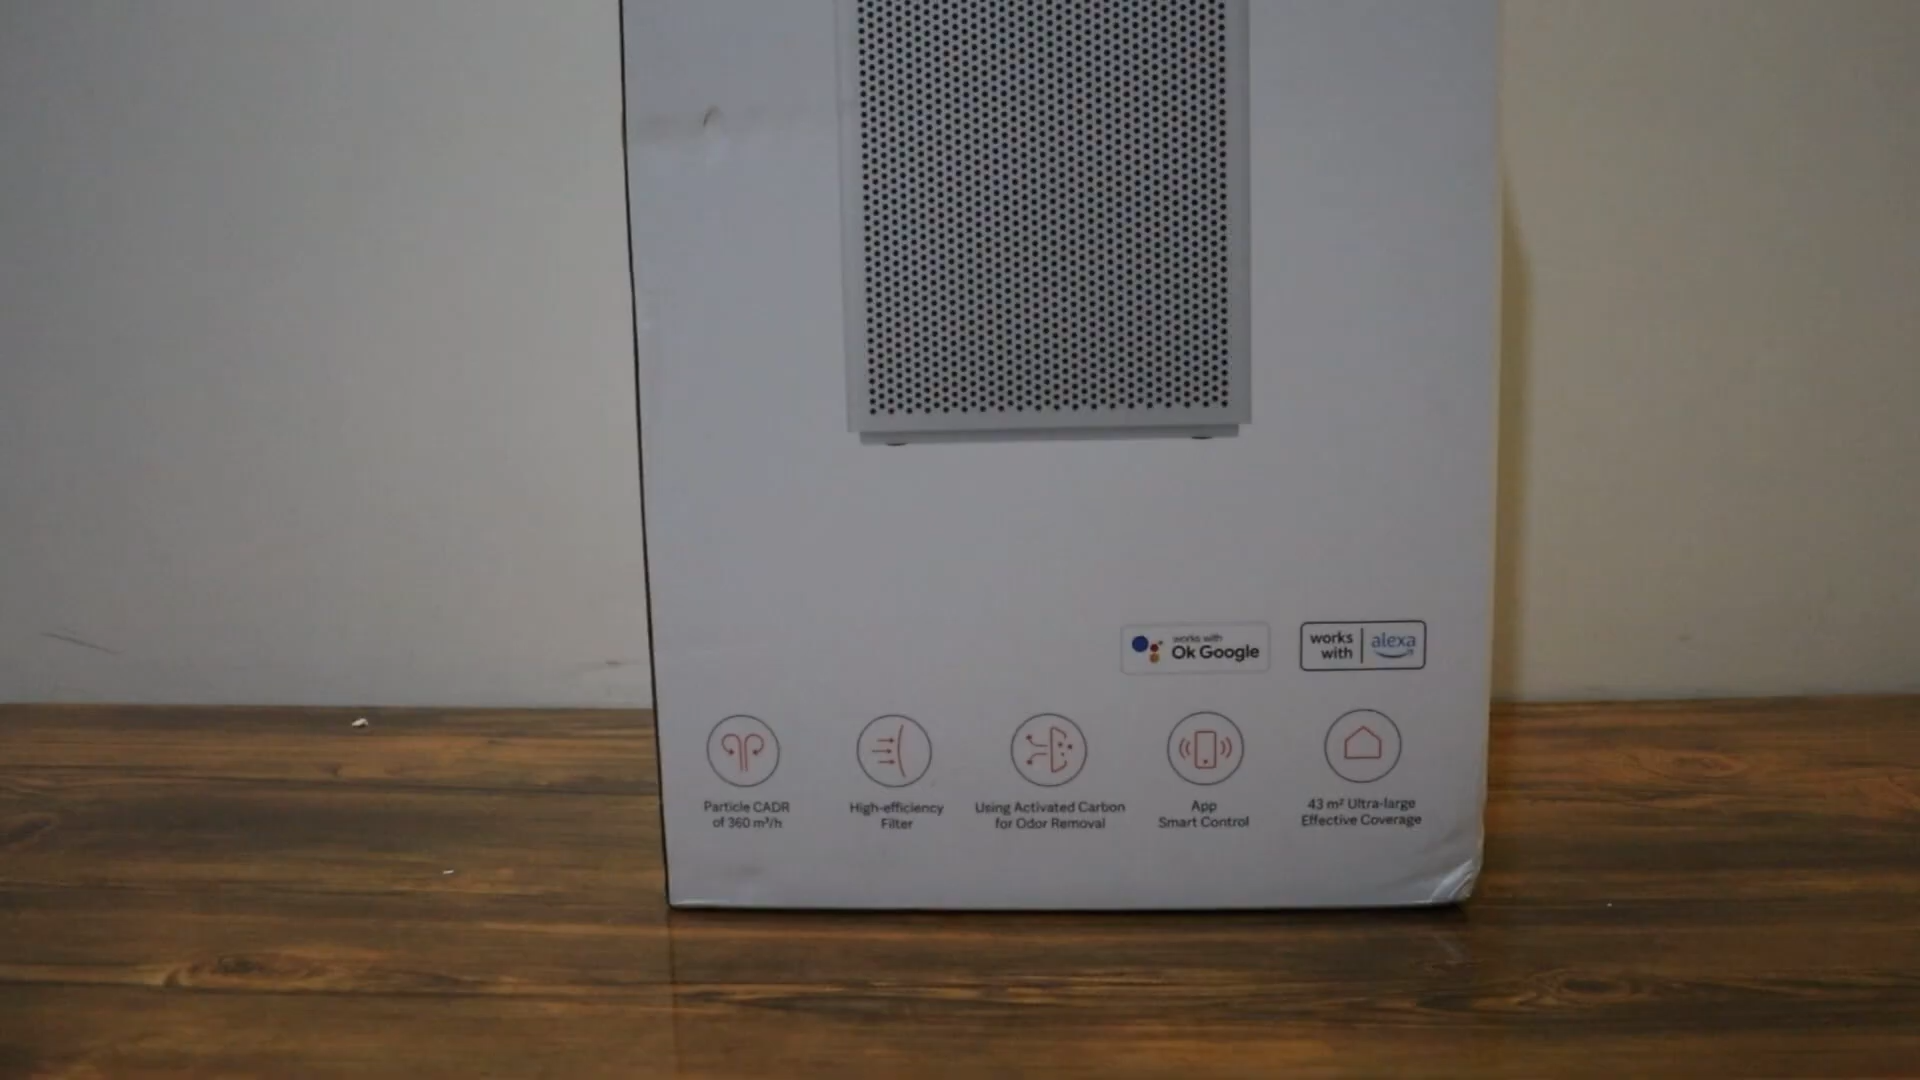 works with
Ok Google
works
with
alexa
Particle CADR
of 360 m³/h
High-efficiency
Filter
Using Activated Carbon
for Odor Removal
App
Smart Control
43 m² Ultra-large
Effective Coverage